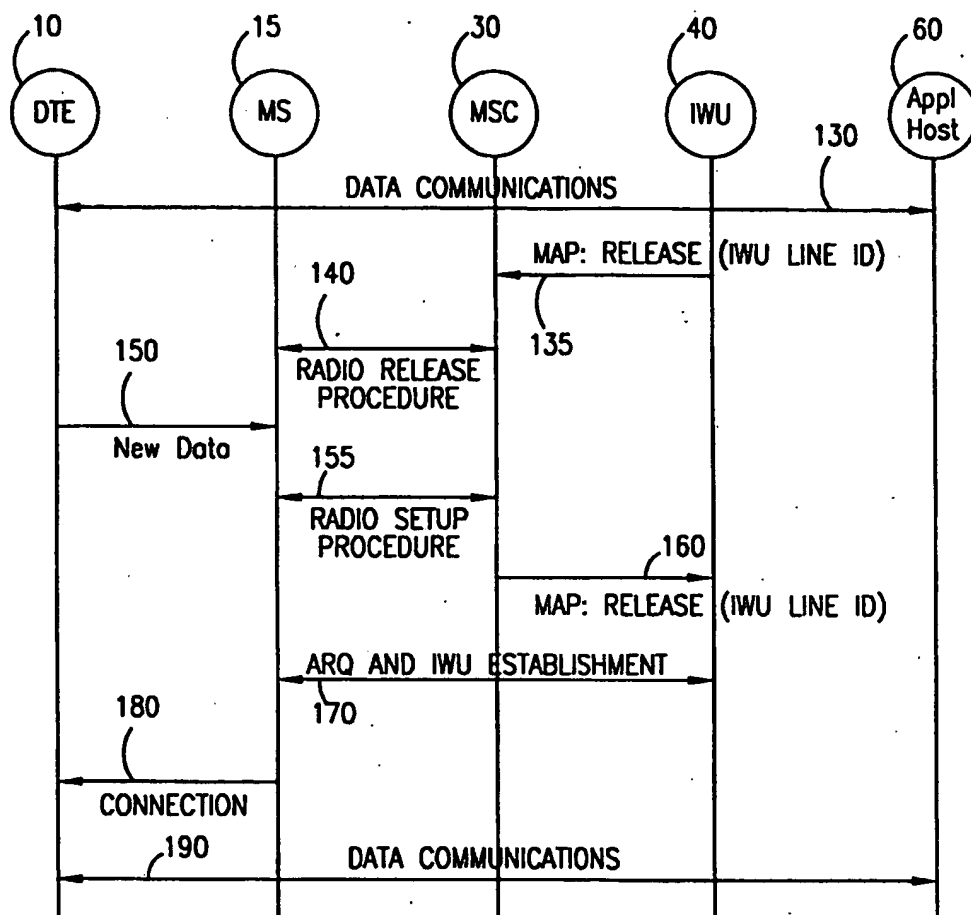 10 15 30 40 60
DTE MS MSC IWU Appl
Host
130
DATA COMMUNICATIONS
MAP: RELEASE (IWU LINE ID)
140
135
150
RADIO RELEASE
PROCEDURE
New Data
155
RADIO SETUP
PROCEDURE
160
MAP: RELEASE (IWU LINE ID)
ARQ AND IWU ESTABLISHMENT
170
180
CONNECTION
190
DATA COMMUNICATIONS